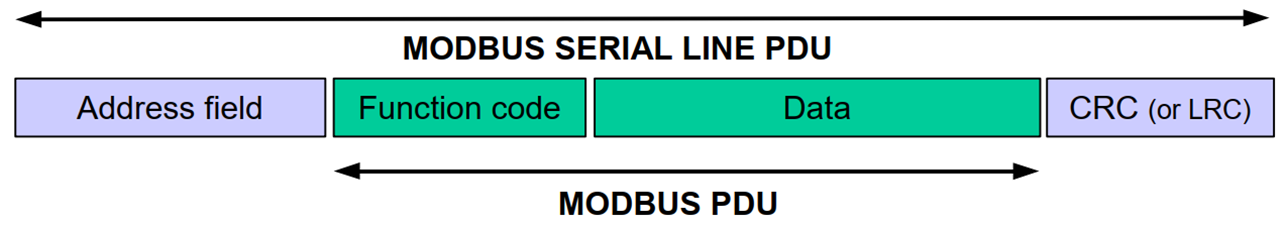 MODBUS SERIAL LINE PDU
Address field Function code Data CRC (or LRC)
MODBUS PDU